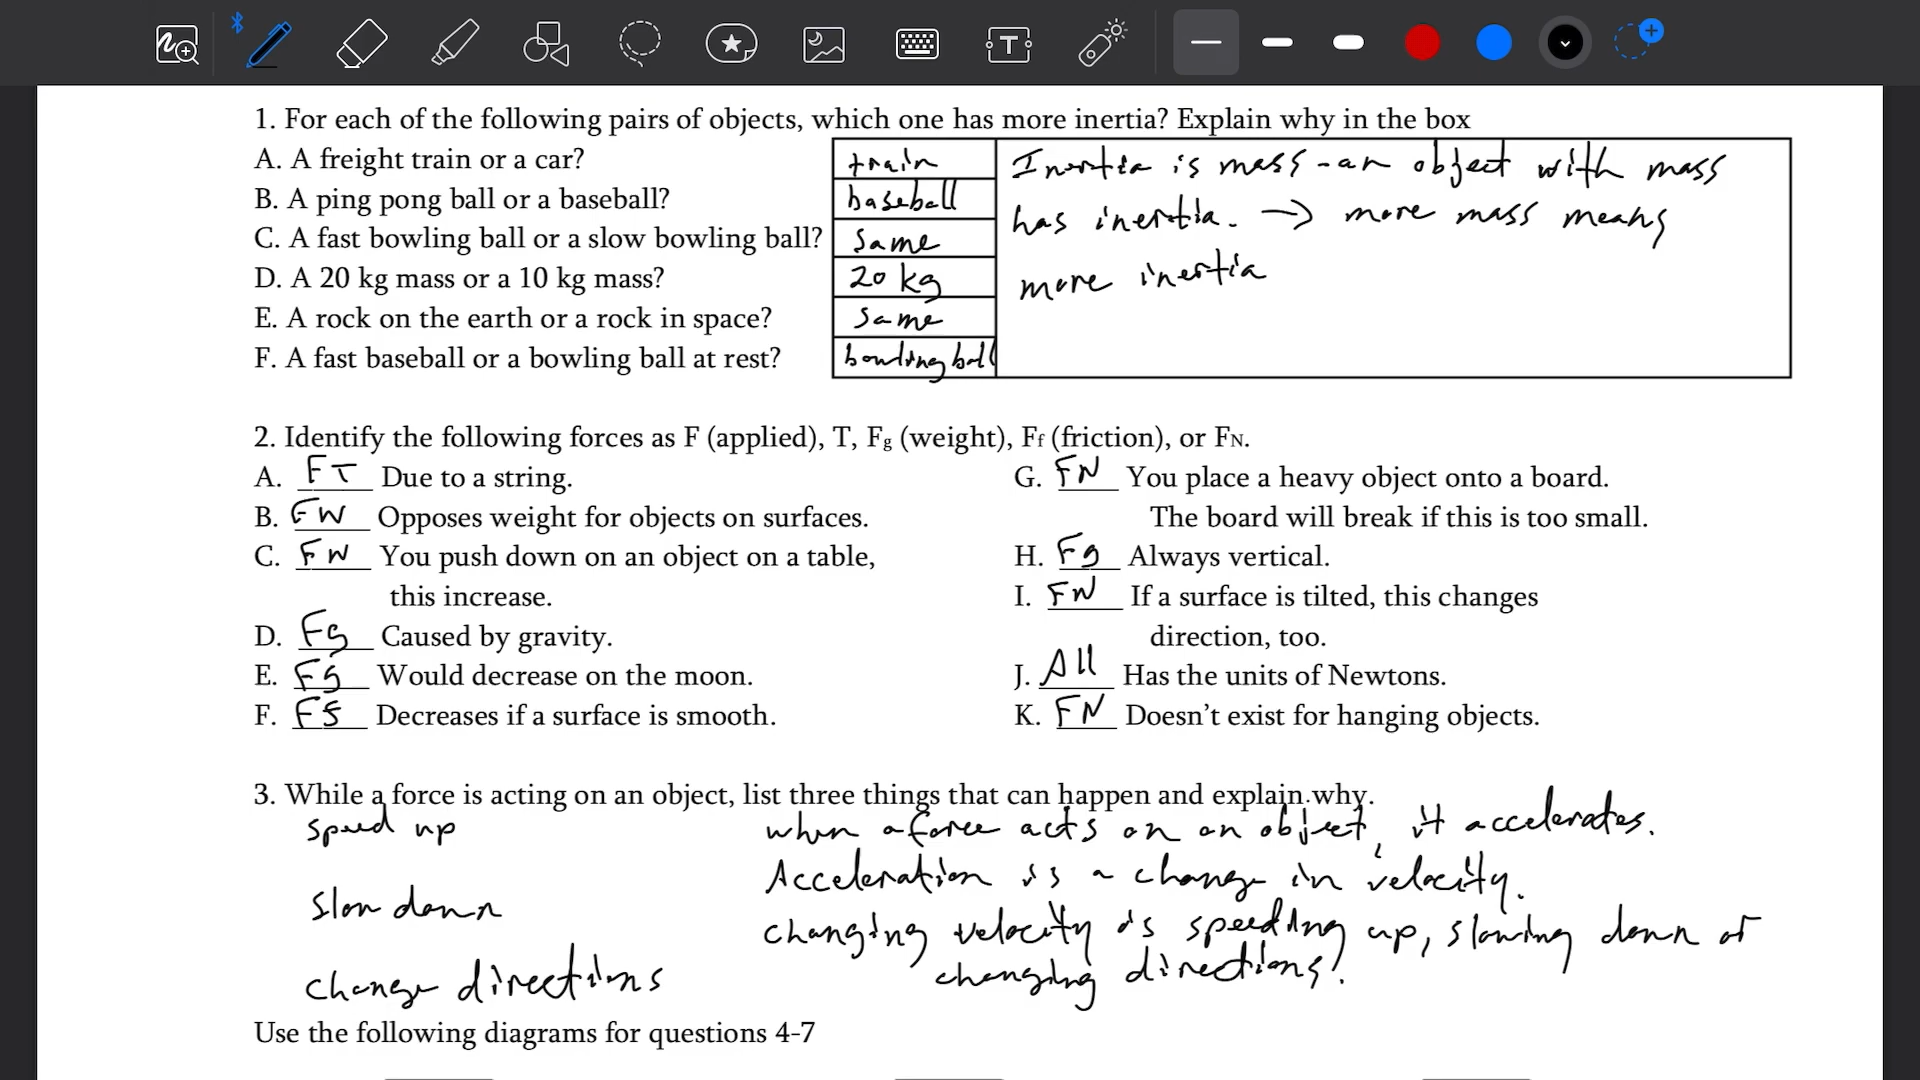 T
1. For each of the following pairs of objects, which one has more inertia? Explain why in the box
A. A freight train or a car? train
B. A ping pong ball or a baseball? baseball
C. A fast bowling ball or a slow bowling ball? same
D. A 20 kg mass or a 10 kg mass? 20 kg
E. A rock on the earth or a rock in space? same
F. A fast baseball or a bowling ball at rest? bowling ball
Inertia is mass - an object with mass
has inertia. → more mass means
more inertia
2. Identify the following forces as F (applied), T, Fg (weight), Ff (friction), or FN.
A. FT Due to a string.
B. FN Opposes weight for objects on surfaces.
C. FN You push down on an object on a table,
this increase.
D. Fg Caused by gravity.
E. Fg Would decrease on the moon.
F. Ff Decreases if a surface is smooth.
G. FN You place a heavy object onto a board.
The board will break if this is too small.
H. Fg Always vertical.
I. FN If a surface is tilted, this changes
direction, too.
J. All Has the units of Newtons.
K. FN Doesn't exist for hanging objects.
3. While a force is acting on an object, list three things that can happen and explain why.
speed up
slow down
change directions
when a force acts on an object, it accelerates.
Acceleration is a change in velocity.
changing velocity is speeding up, slowing down or
changing directions!
Use the following diagrams for questions 4-7